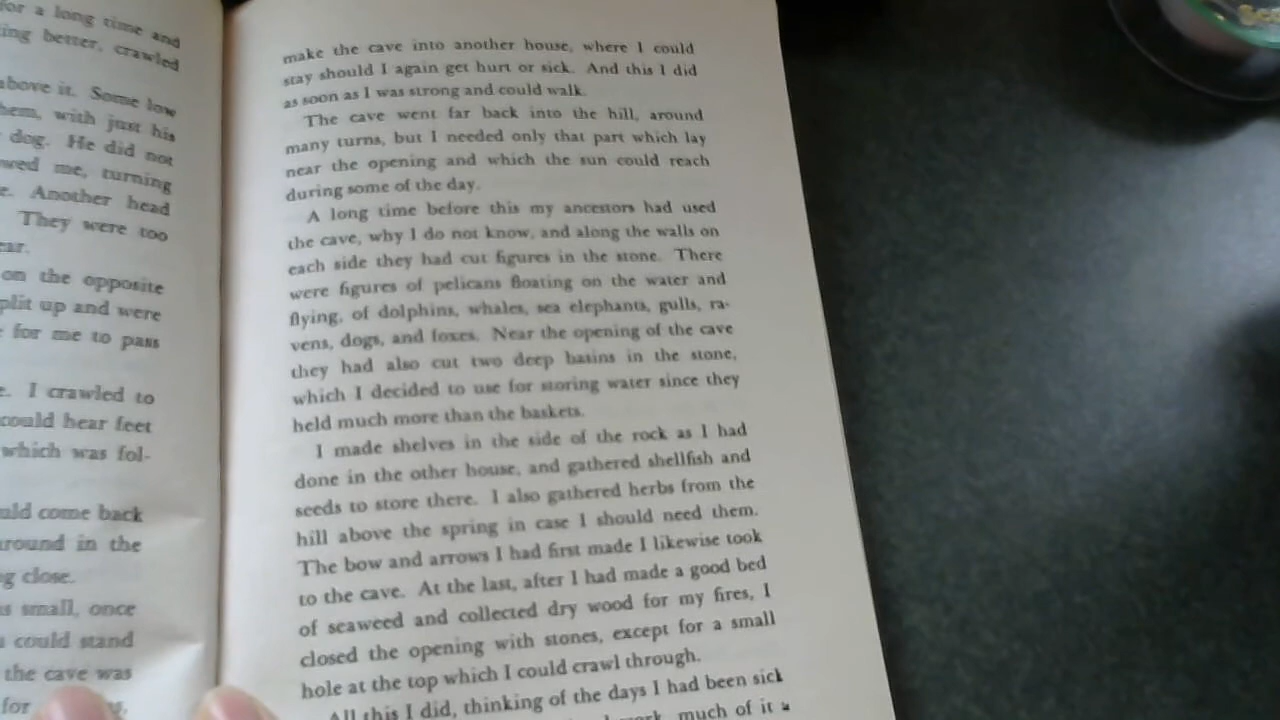 for a long time and
ing better, crawled
above it. Some low
hem, with just his
dog. He did not
wed me, turning
e. Another head
They were too
ear.
on the opposite
plit up and were
for me to pass
e. I crawled to
could hear feet
which was fol-
uld come back
round in the
g close.
s small, once
could stand
the cave was
for
make the cave into another house, where I could
stay should I again get hurt or sick. And this I did
as soon as I was strong and could walk.
The cave went far back into the hill, around
many turns, but I needed only that part which lay
near the opening and which the sun could reach
during some of the day.
A long time before this my ancestors had used
the cave, why I do not know, and along the walls on
each side they had cut figures in the stone. There
were figures of pelicans floating on the water and
flying, of dolphins, whales, sea elephants, gulls, ra-
vens, dogs, and foxes. Near the opening of the cave
they had also cut two deep basins in the stone,
which I decided to use for storing water since they
held much more than the baskets.
I made shelves in the side of the rock as I had
done in the other house, and gathered shellfish and
seeds to store there. I also gathered herbs from the
hill above the spring in case I should need them.
The bow and arrows I had first made I likewise took
to the cave. At the last, after I had made a good bed
of seaweed and collected dry wood for my fires, I
closed the opening with stones, except for a small
hole at the top which I could crawl through.
All this I did, thinking of the days I had been sick
work, much of it a